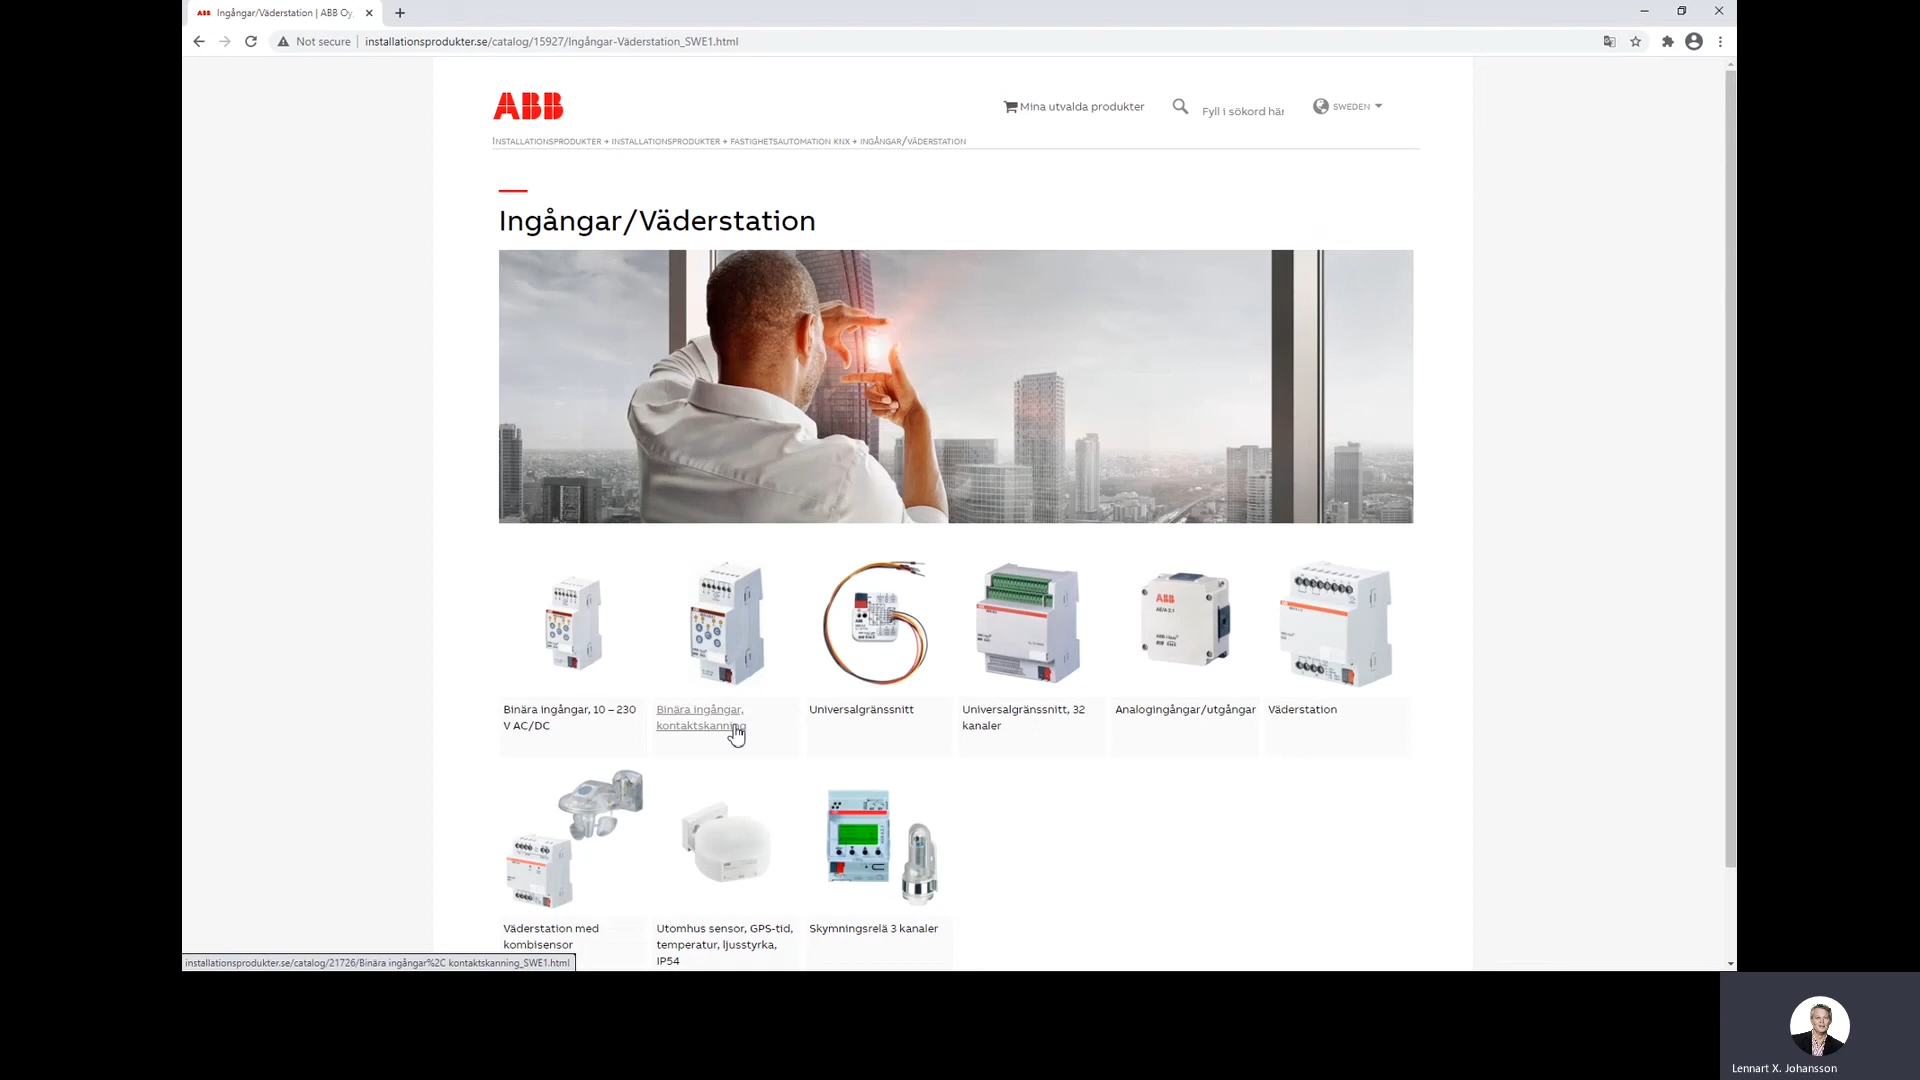 Ingångar/Väderstation | ABB Oy,
Not secure
installationsprodukter.se/catalog/15927/Ingångar-Väderstation_SWE1.html
ABB
Mina utvalda produkter
Fyll i sökord här
SWEDEN
INSTALLATIONSPRODUKTER → INSTALLATIONSPRODUKTER → FASTIGHETSAUTOMATION KNX → INGÅNGAR/VÄDERSTATION
Ingångar/Väderstation
ABB
Binära ingångar, 10 – 230
V AC/DC
Binära ingångar,
kontaktskanning
Universalgränssnitt
Universalgränssnitt, 32
kanaler
Analogingångar/utgångar
Väderstation
Väderstation med
kombisensor
Utomhus sensor, GPS-tid,
temperatur, ljusstyrka,
IP54
Skymningsrelä 3 kanaler
installationsprodukter.se/catalog/21726/Binära ingångar%2C kontaktskanning_SWE1.html
Lennart X. Johansson